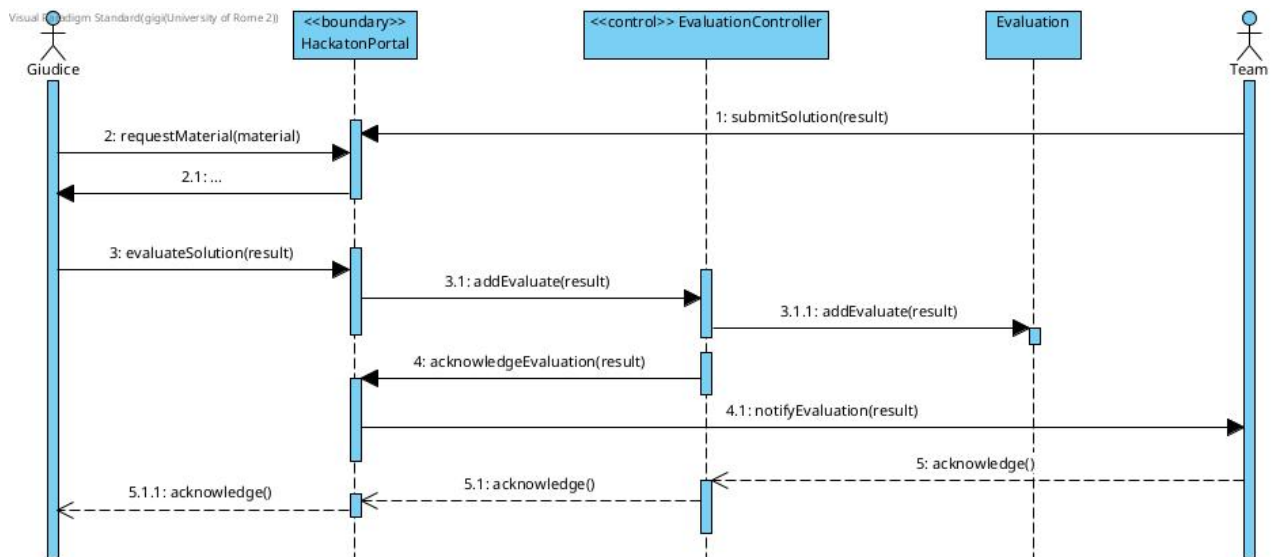 Visual Paradigm Standard(gigi(University of Rome 2))
<<boundary>>
HackatonPortal
<<control>> EvaluationController
Evaluation
Giudice
Team
1: submitSolution(result)
2: requestMaterial(material)
2.1: ...
3: evaluateSolution(result)
3.1: addEvaluate(result)
3.1.1: addEvaluate(result)
4: acknowledgeEvaluation(result)
4.1: notifyEvaluation(result)
5: acknowledge()
5.1: acknowledge()
5.1.1: acknowledge()